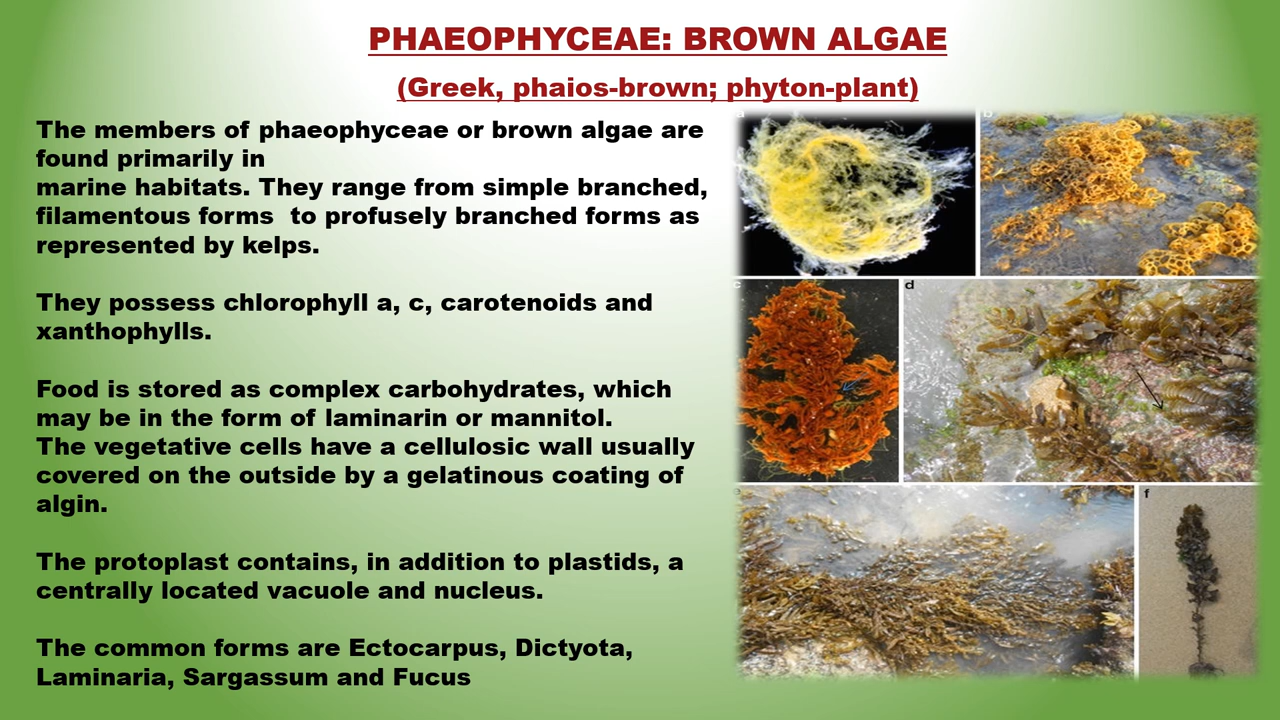 PHAEOPHYCEAE: BROWN ALGAE
(Greek, phaios-brown; phyton-plant)
The members of phaeophyceae or brown algae are
found primarily in
marine habitats. They range from simple branched,
filamentous forms  to profusely branched forms as
represented by kelps.
They possess chlorophyll a, c, carotenoids and
xanthophylls.
Food is stored as complex carbohydrates, which
may be in the form of laminarin or mannitol.
The vegetative cells have a cellulosic wall usually
covered on the outside by a gelatinous coating of
algin.
The protoplast contains, in addition to plastids, a
centrally located vacuole and nucleus.
The common forms are Ectocarpus, Dictyota,
Laminaria, Sargassum and Fucus
a
b
c
d
e
f